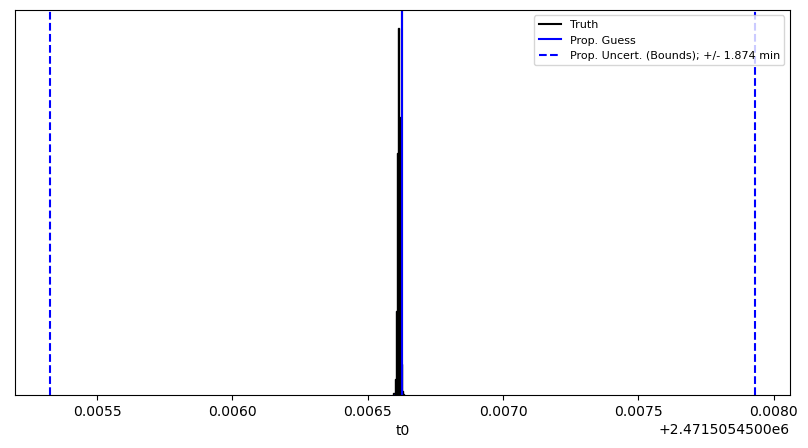 Truth
Prop. Guess
Prop. Uncert. (Bounds); +/- 1.874 min
0.0055 0.0060 0.0065 0.0070 0.0075 0.0080
t0
+2.4715054500e6